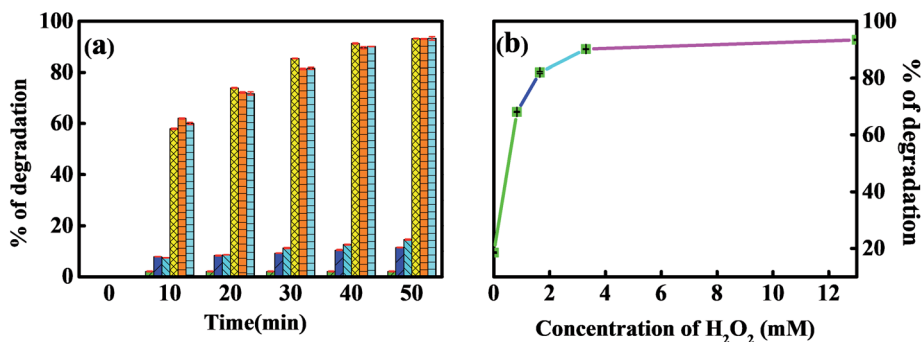 (a)
100
80
60
40
20
0
% of degradation
0 10 20 30 40 50
Time(min)
(b)
100
80
60
40
20
% of degradation
0 2 4 6 8 10 12
Concentration of H₂O₂ (mM)